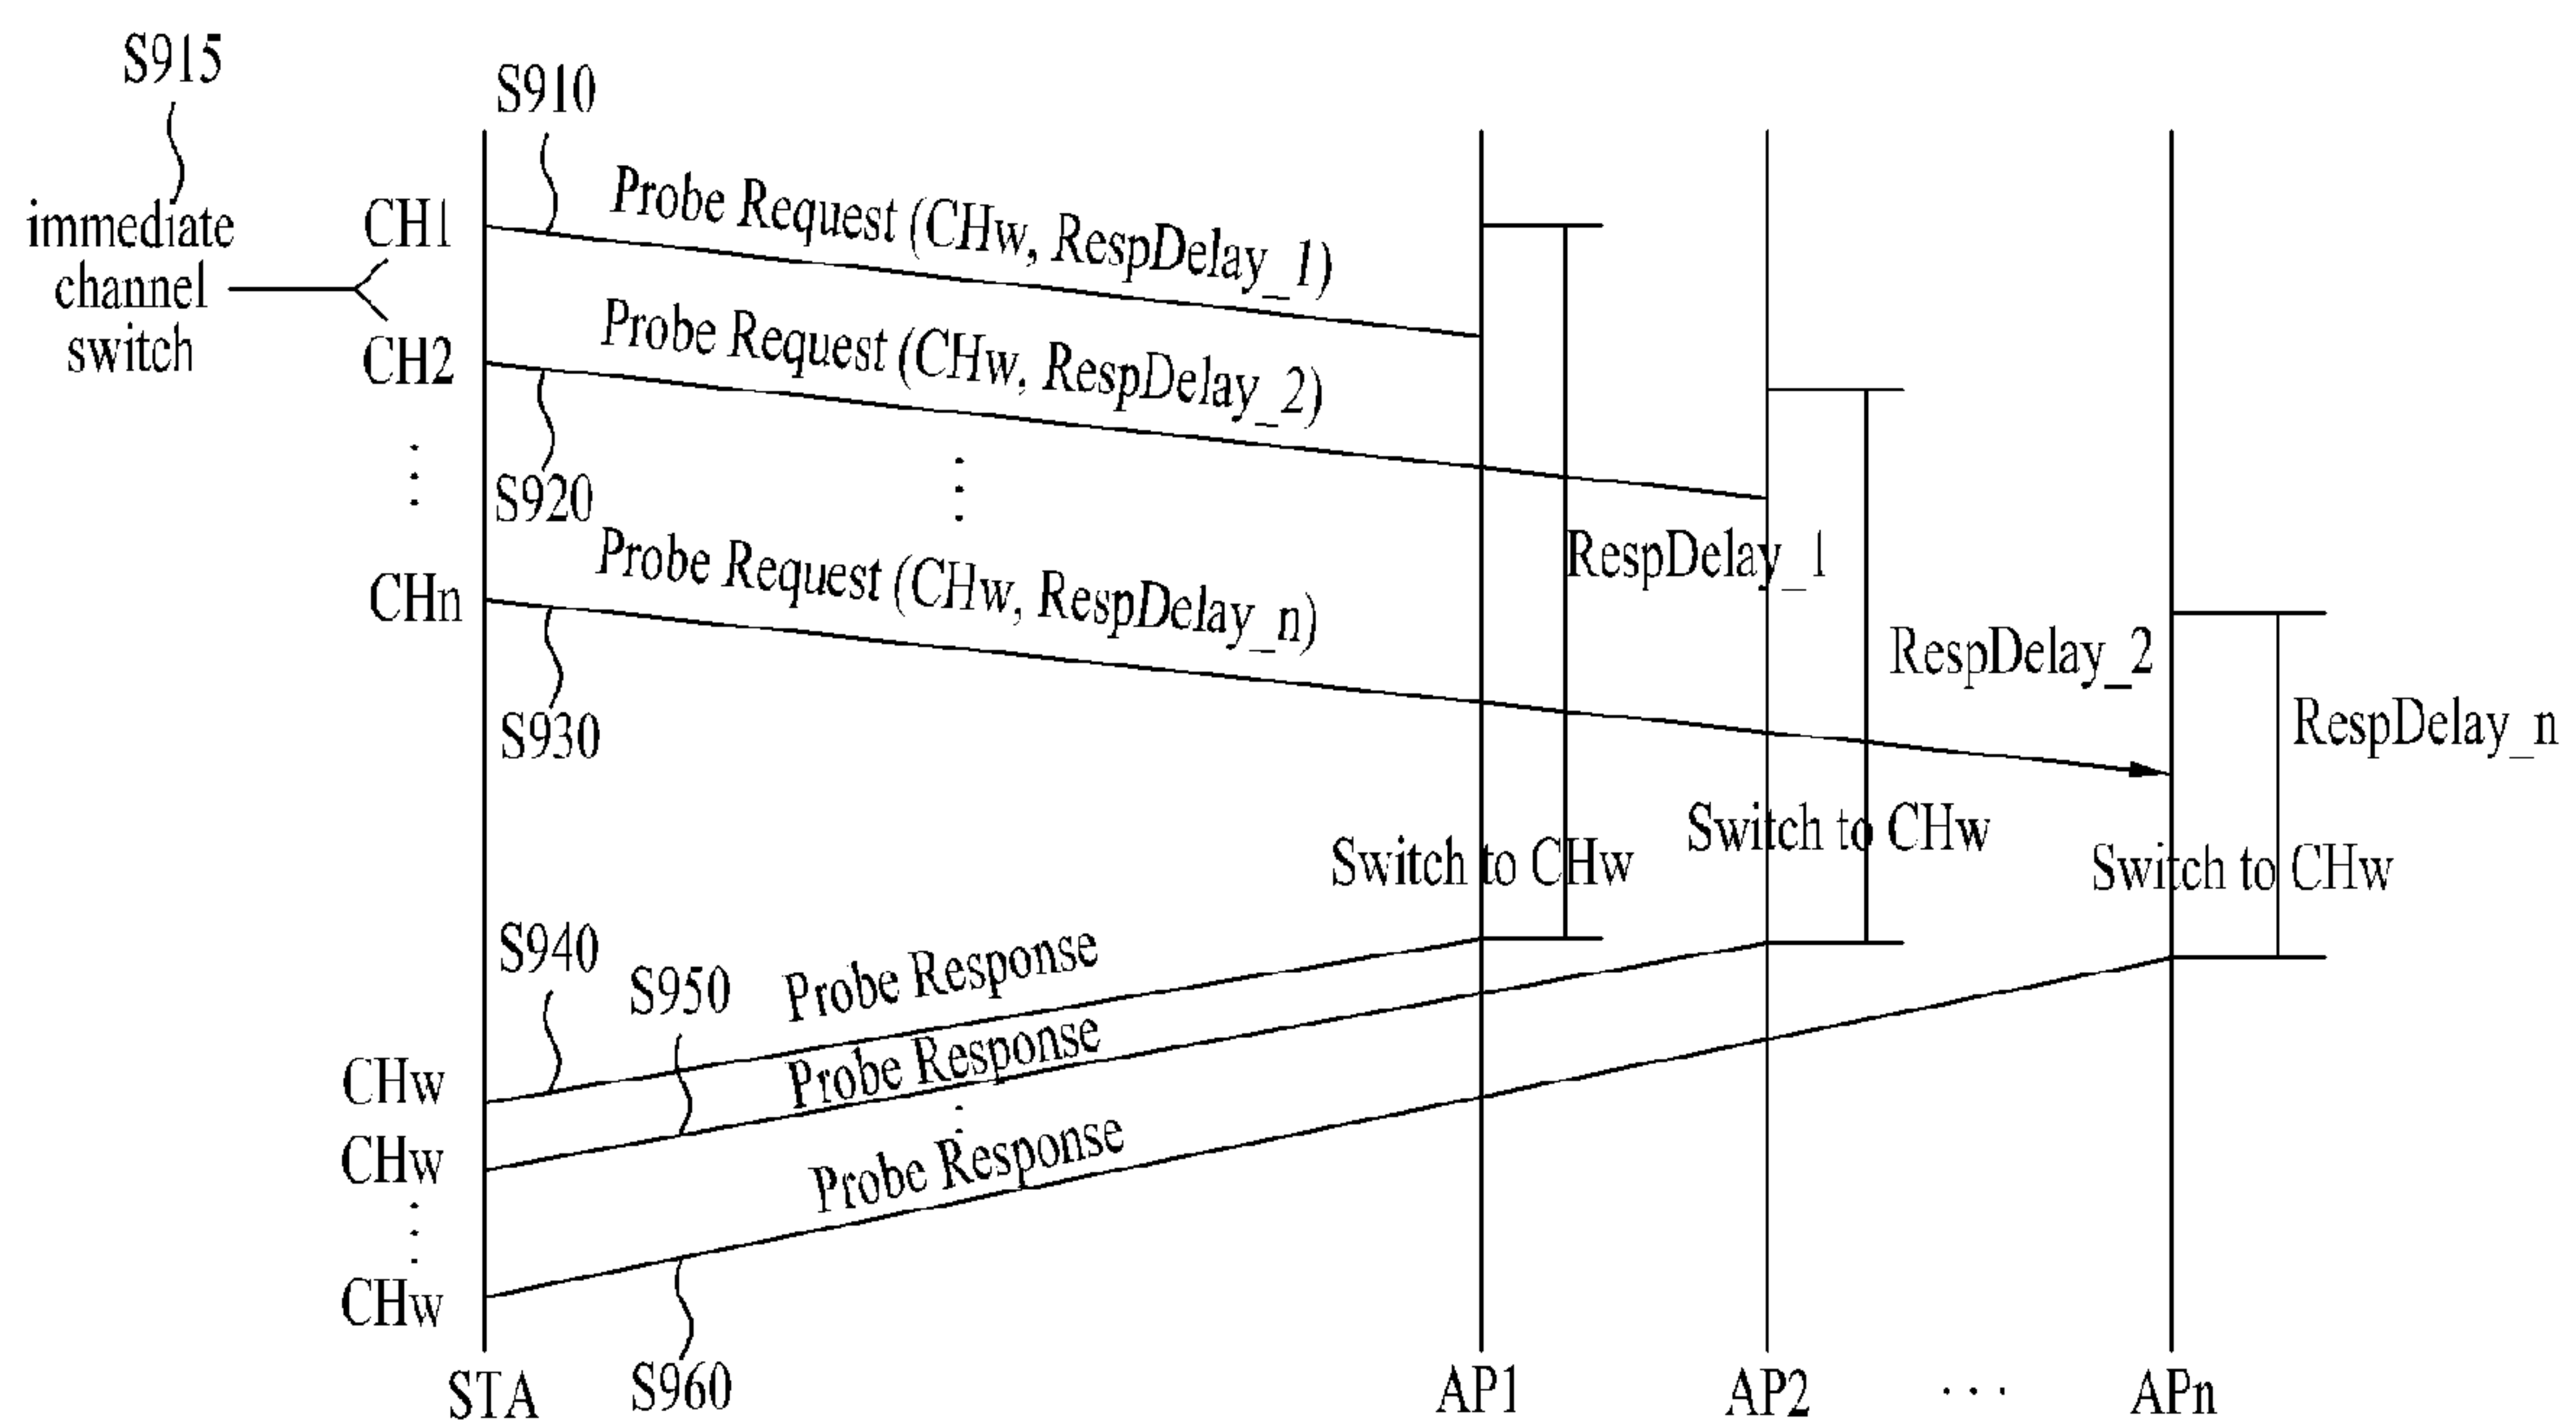 S915
S910
immediate
channel
switch
CH1
Probe Request (CHw, RespDelay_1)
CH2
Probe Request (CHw, RespDelay_2)
S920
RespDelay_1
CHn
Probe Request (CHw, RespDelay_n)
RespDelay_2
S930
RespDelay_n
Switch to CHw
Switch to CHw
Switch to CHw
S940
Probe Response
S950
CHw
Probe Response
CHw
Probe Response
CHw
S960
STA
AP1
AP2
...
APn